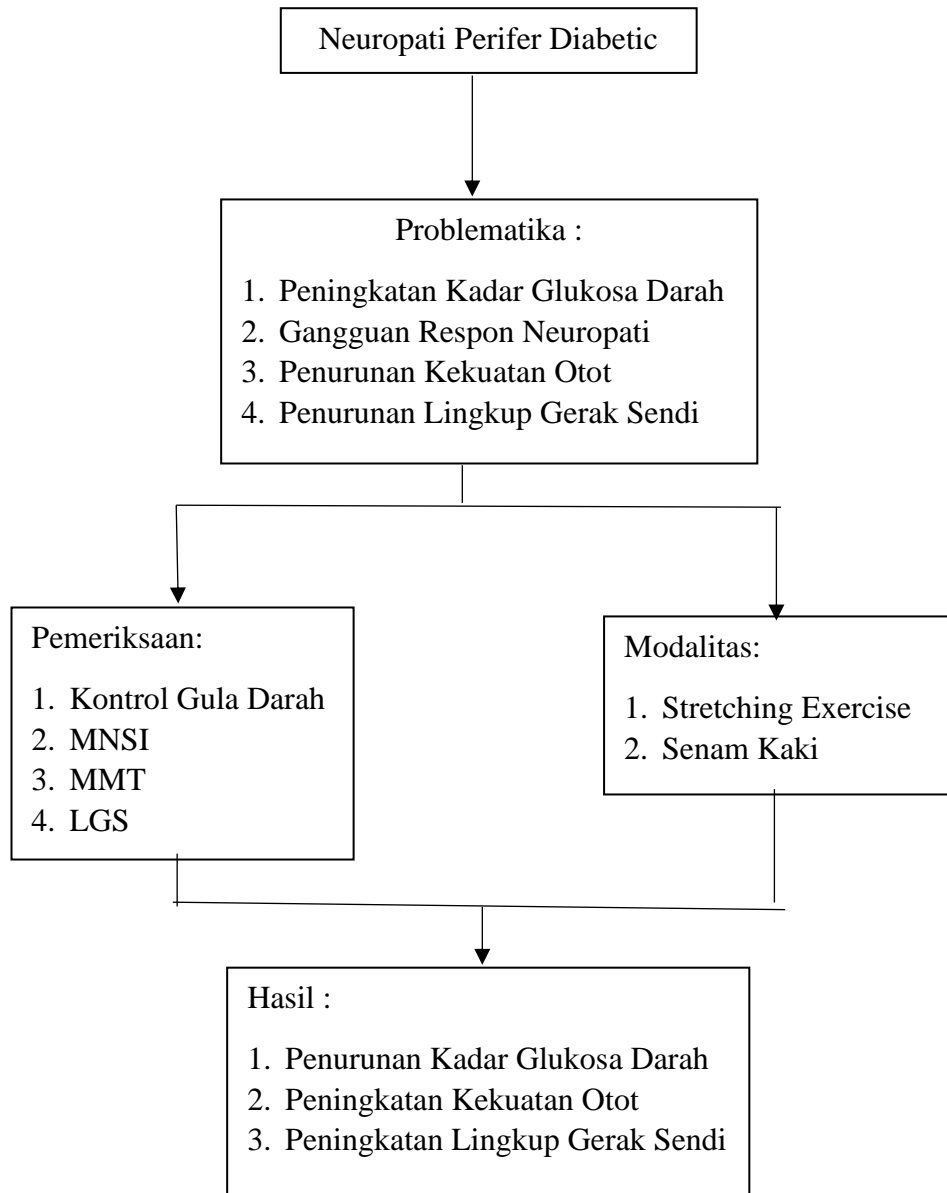 Neuropati Perifer Diabetic
Problematika :
1. Peningkatan Kadar Glukosa Darah
2. Gangguan Respon Neuropati
3. Penurunan Kekuatan Otot
4. Penurunan Lingkup Gerak Sendi
Pemeriksaan:
1. Kontrol Gula Darah
2. MNSI
3. MMT
4. LGS
Modalitas:
1. Stretching Exercise
2. Senam Kaki
Hasil :
1. Penurunan Kadar Glukosa Darah
2. Peningkatan Kekuatan Otot
3. Peningkatan Lingkup Gerak Sendi